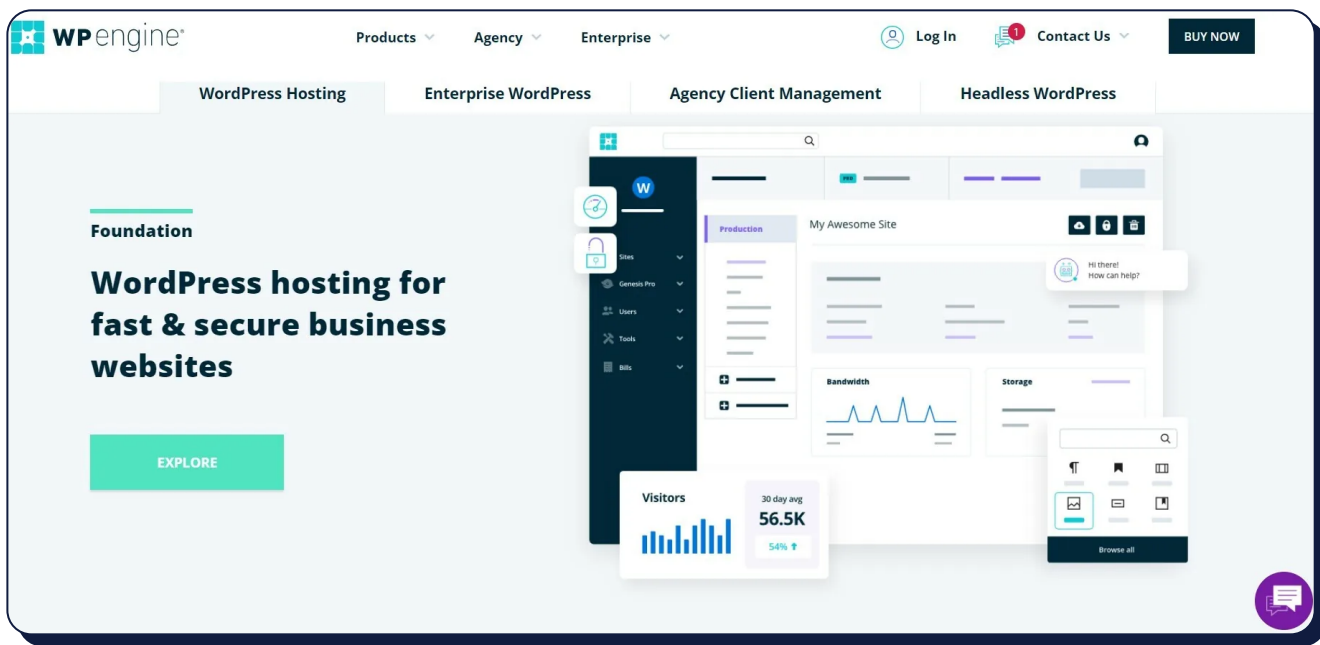 WP engine®
Products
Agency
Enterprise
Log In
1
Contact Us
BUY NOW
WordPress Hosting
Enterprise WordPress
Agency Client Management
Headless WordPress
Foundation
WordPress hosting for
fast & secure business
websites
EXPLORE
W
PRO
Production
My Awesome Site
Sites
Genesis Pro
Users
Tools
Bills
Hi there!
How can help?
Bandwidth
Storage
Visitors
30 day avg
56.5K
54%
Browse all